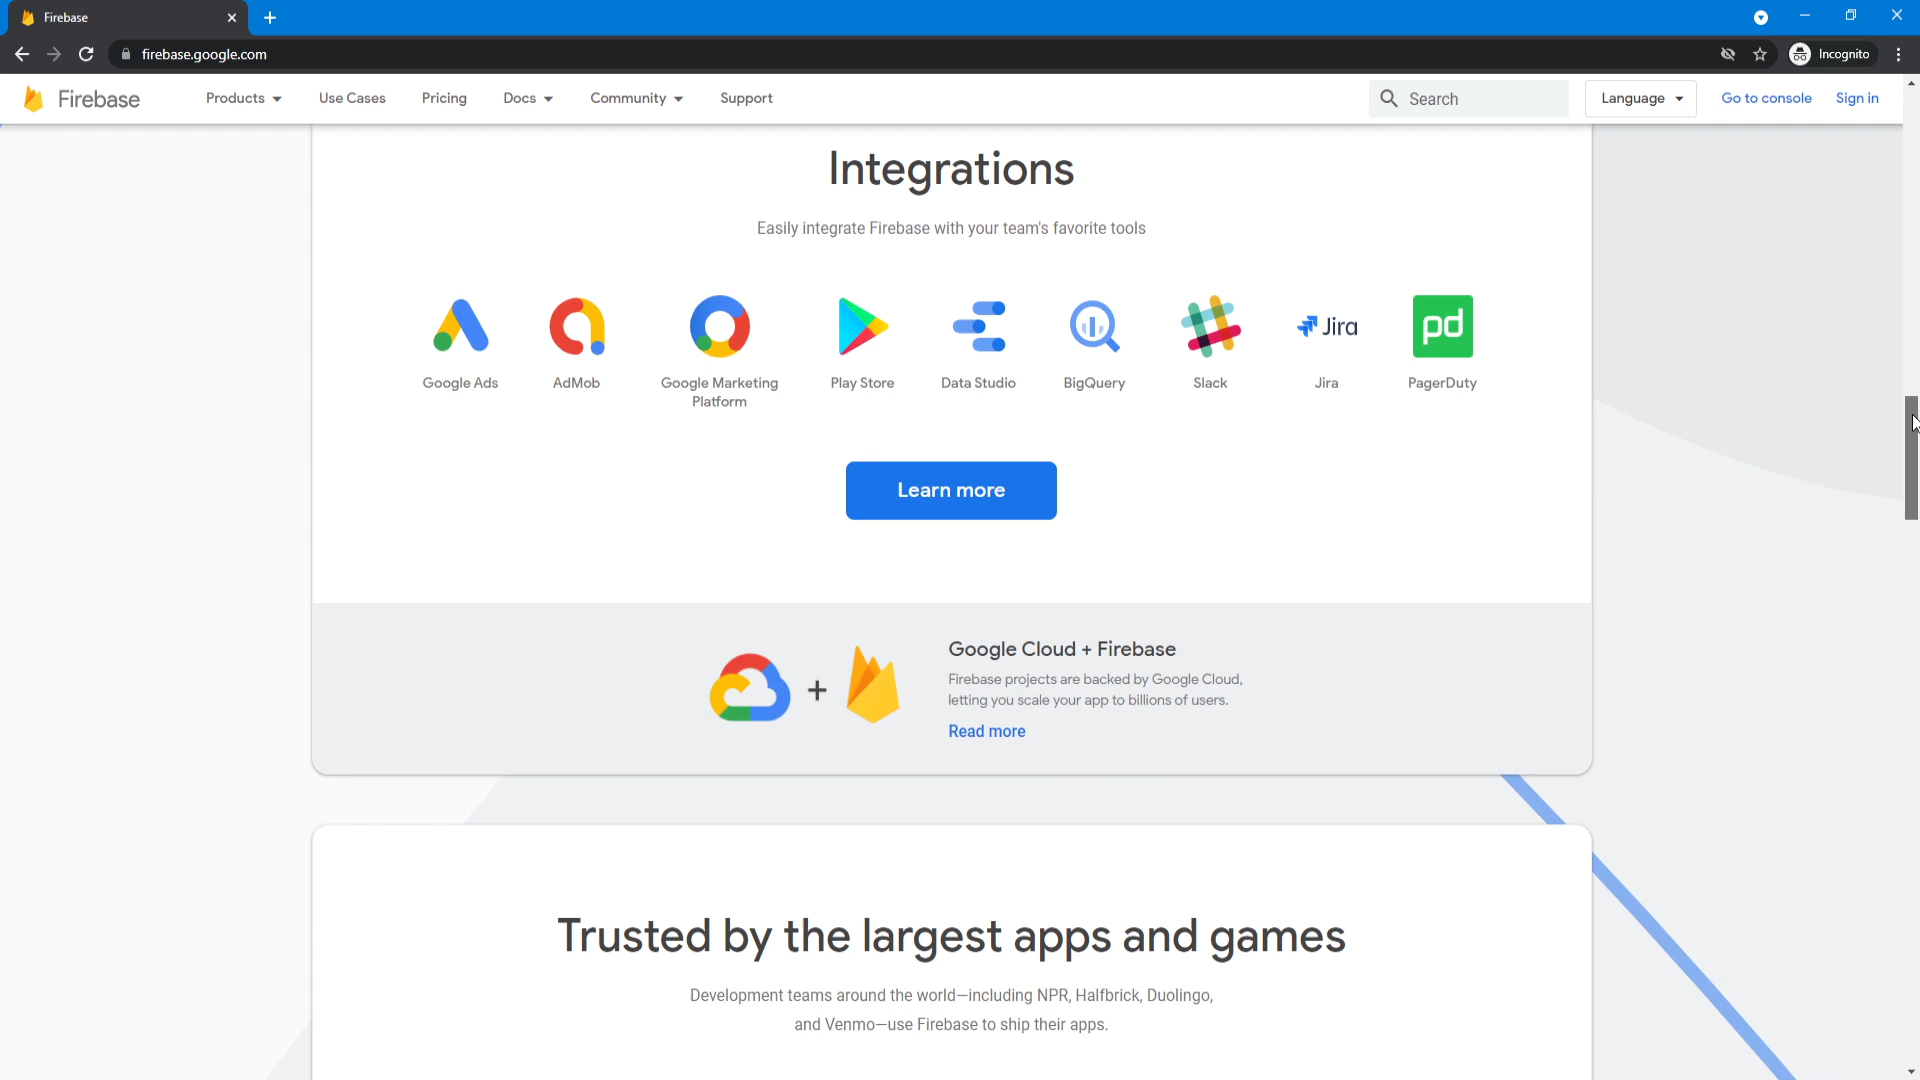 Firebase
firebase.google.com
Incognito
Firebase
Products
Use Cases
Pricing
Docs
Community
Support
Search
Language
Go to console
Sign in
Integrations
Easily integrate Firebase with your team's favorite tools
Jira
pd
Google Ads
AdMob
Google Marketing
Platform
Play Store
Data Studio
BigQuery
Slack
Jira
PagerDuty
Learn more
+
Google Cloud + Firebase
Firebase projects are backed by Google Cloud,
letting you scale your app to billions of users.
Read more
Trusted by the largest apps and games
Development teams around the world—including NPR, Halfbrick, Duolingo,
and Venmo—use Firebase to ship their apps.